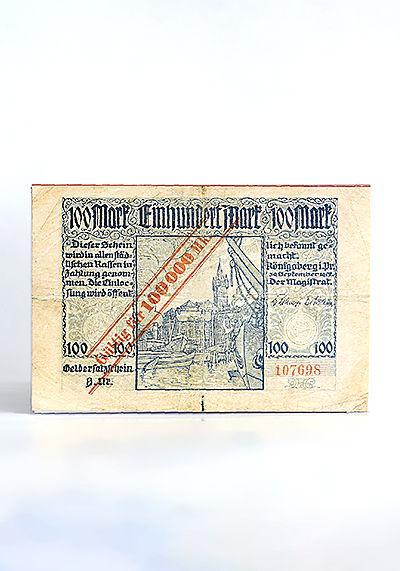 100 Mark Einhundert Mark 100 Mark
Dieser Schein
wird in allen städ-
tischen Kassen in
Zahlung genom-
men. Die Einlö-
sung wird öffent-
lich bekannt ge-
macht.
Königsberg i. Pr.
Der Magistrat.
Gültig für 100 000 Mk.
100 100
100 100
Geldersatzschein
107698